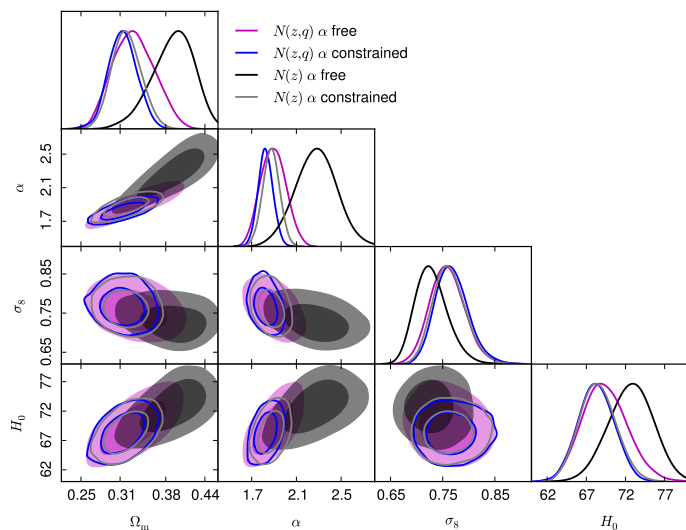 N(z,q) α free
N(z,q) α constrained
N(z) α free
N(z) α constrained
2.5
2.1
1.7
α
0.85
0.75
0.65
σ₈
77
72
67
62
H₀
0.25 0.31 0.38 0.44
1.7 2.1 2.5
0.65 0.75 0.85
62 67 72 77
Ωₘ
α
σ₈
H₀